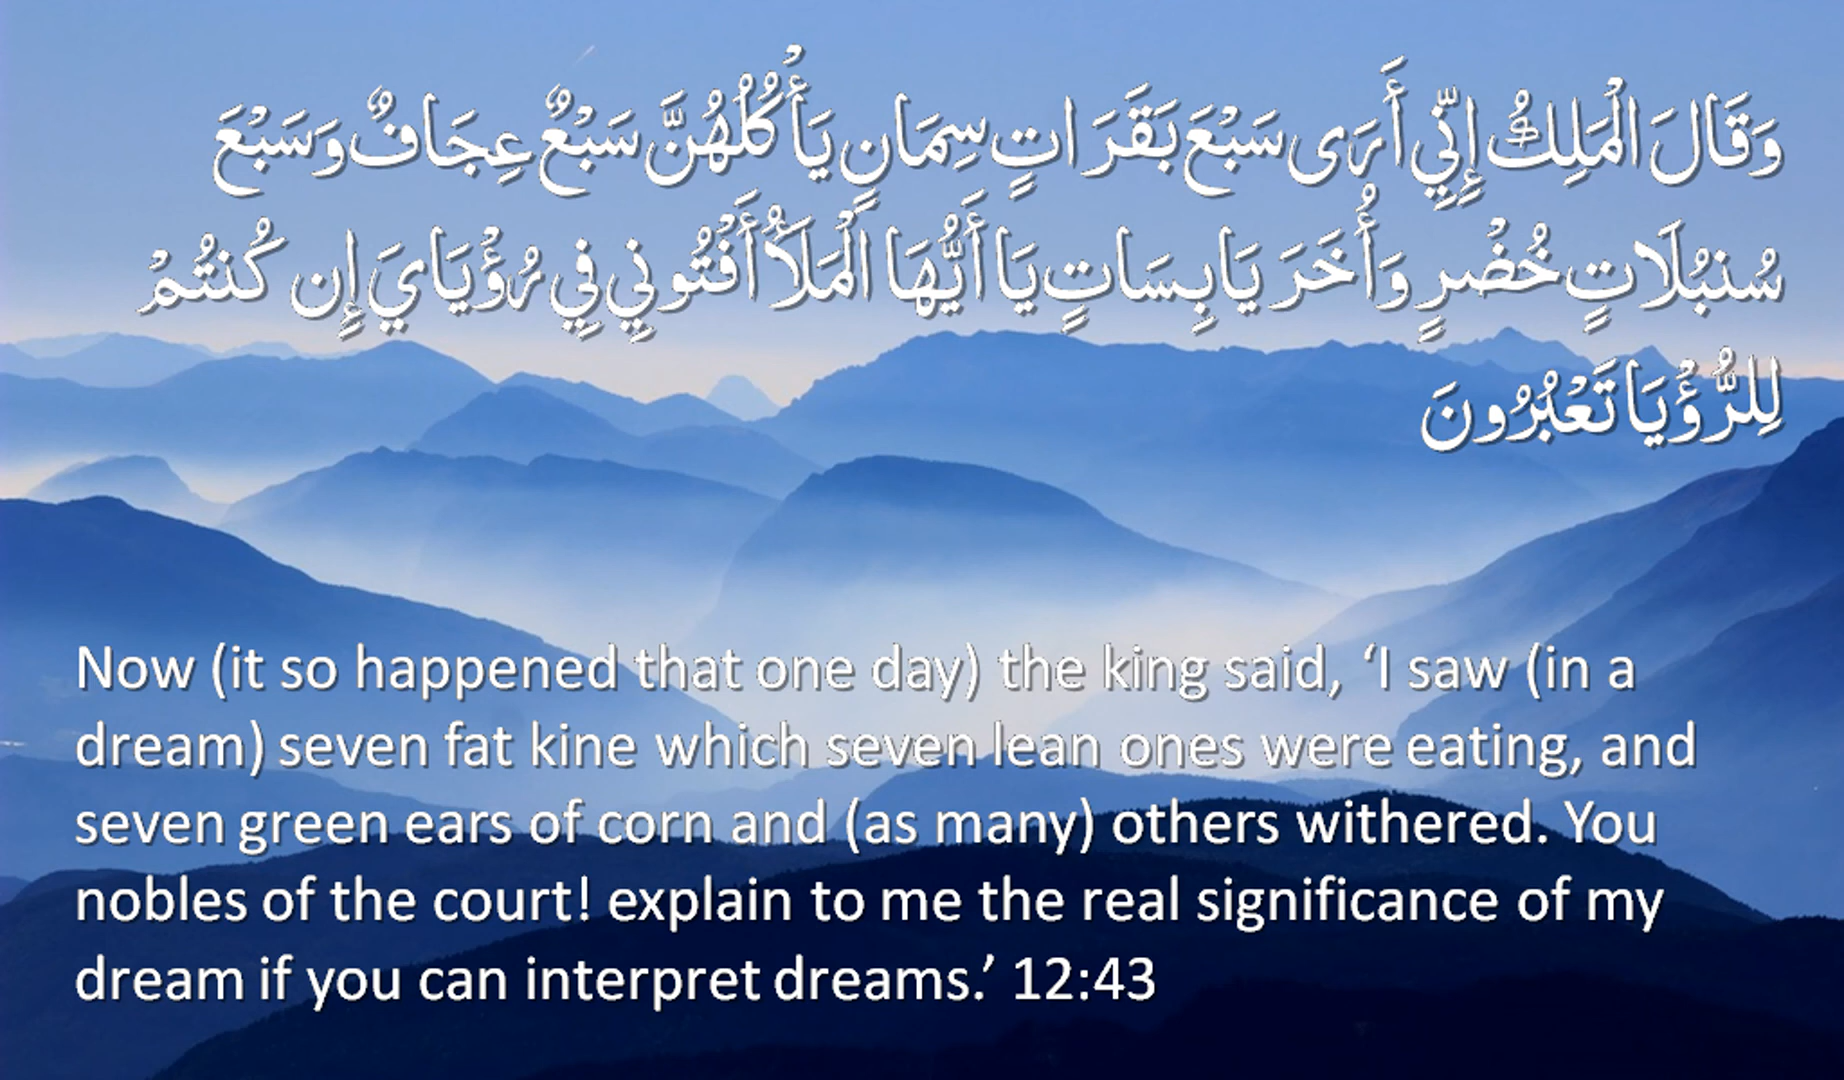 وَقَالَ الْمَلِكُ إِنِّي أَرَى سَبْعَ بَقَرَاتٍ سِمَانٍ يَأْكُلُهُنَّ سَبْعٌ عِجَافٌ وَسَبْعَ
سُنبُلَاتٍ خُضْرٍ وَأُخَرَ يَابِسَاتٍ يَا أَيُّهَا الْمَلَأُ أَفْتُونِي فِي رُؤْيَايَ إِن كُنتُمْ
لِلرُّؤْيَا تَعْبُرُونَ
Now (it so happened that one day) the king said, ‘I saw (in a
dream) seven fat kine which seven lean ones were eating, and
seven green ears of corn and (as many) others withered. You
nobles of the court! explain to me the real significance of my
dream if you can interpret dreams.’ 12:43